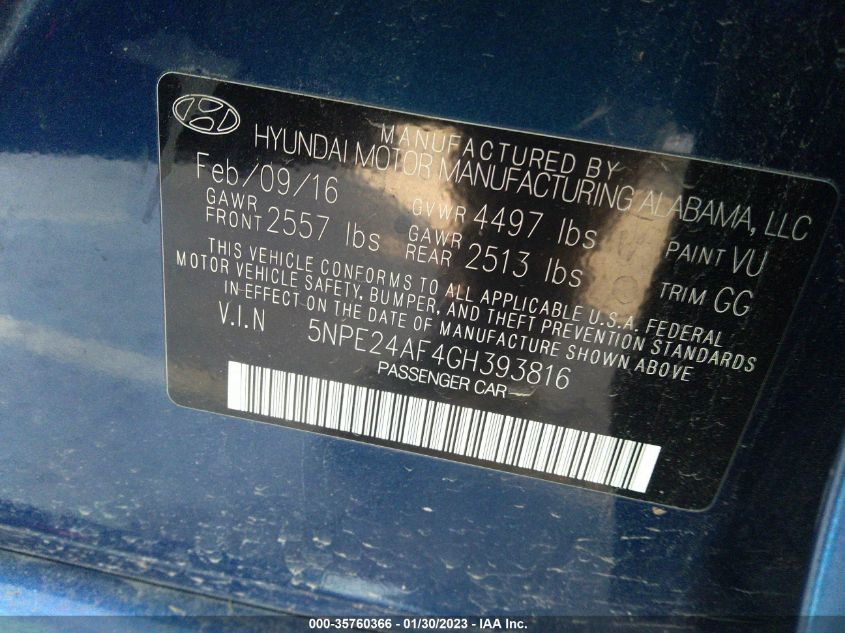 MANUFACTURED BY
HYUNDAI MOTOR MANUFACTURING ALABAMA, LLC
Feb/09/16 GVWR 4497 lbs PAINT VU
GAWR FRONT 2557 lbs GAWR REAR 2513 lbs TRIM GG
THIS VEHICLE CONFORMS TO ALL APPLICABLE U.S.A. FEDERAL
MOTOR VEHICLE SAFETY, BUMPER, AND THEFT PREVENTION STANDARDS
IN EFFECT ON THE DATE OF MANUFACTURE SHOWN ABOVE
V.I.N 5NPE24AF4GH393816
PASSENGER CAR
000-35760366 - 01/30/2023 - IAA Inc.